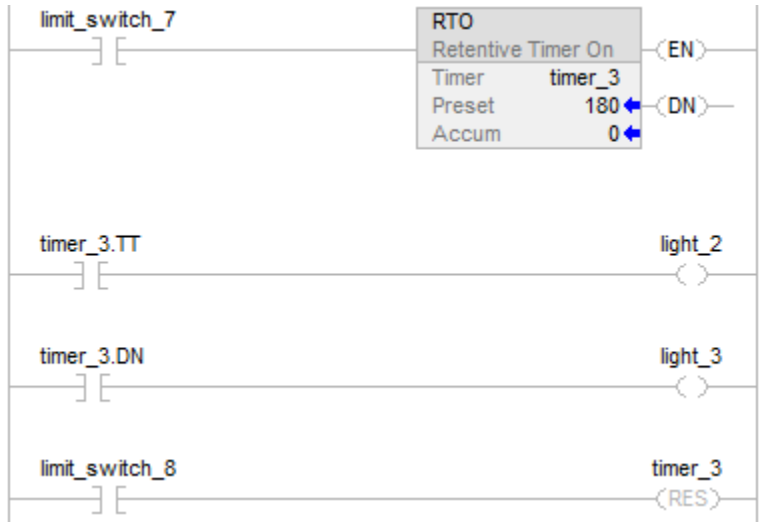 limit_switch_7
RTO
Retentive Timer On
EN
Timer timer_3
Preset 180
DN
Accum 0
timer_3.TT light_2
timer_3.DN light_3
limit_switch_8 timer_3
RES